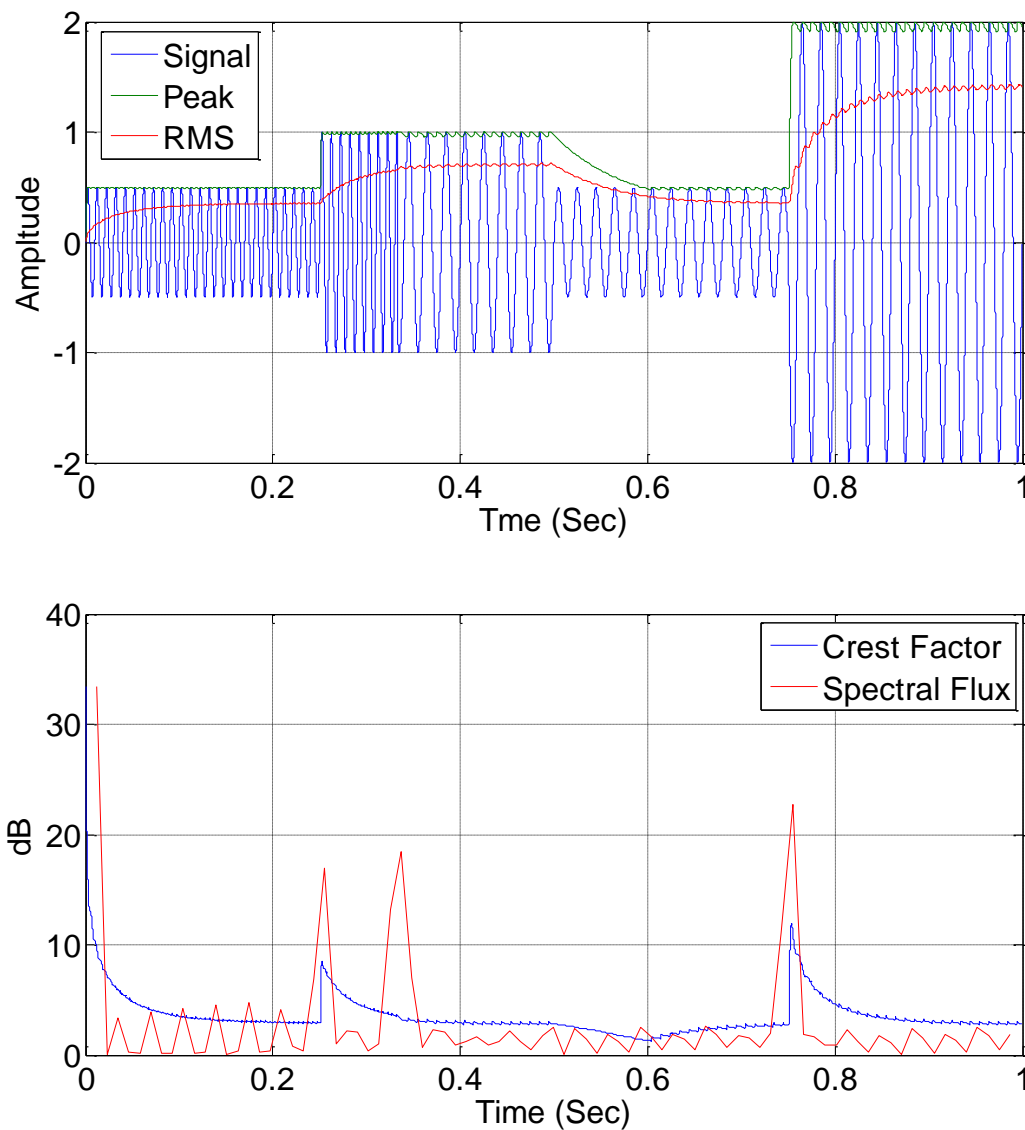 2
1
0
-1
-2
Amplitude
Signal
Peak
RMS
0
0.2
0.4
0.6
0.8
1
Tme (Sec)
40
30
20
10
0
dB
Crest Factor
Spectral Flux
0
0.2
0.4
0.6
0.8
1
Time (Sec)